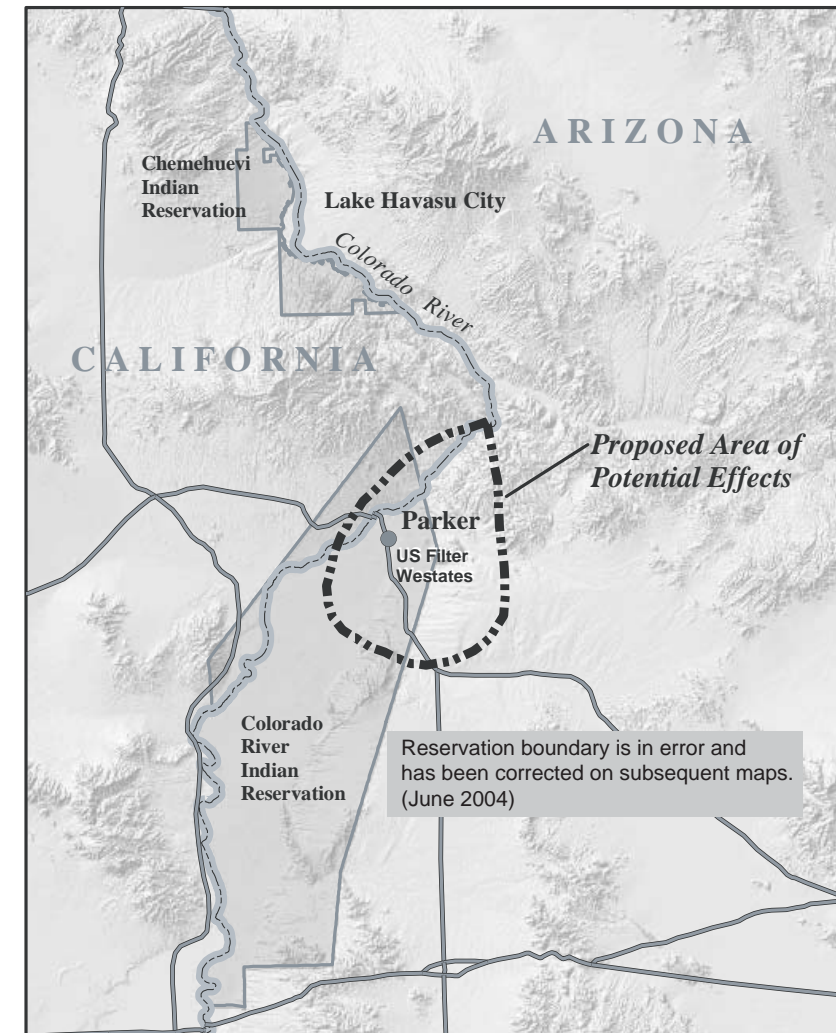 ARIZONA
Chemehuevi
Indian
Reservation
Lake Havasu City
Colorado River
CALIFORNIA
Proposed Area of
Potential Effects
Parker
US Filter
Westates
Colorado
River
Indian
Reservation
Reservation boundary is in error and
has been corrected on subsequent maps.
(June 2004)